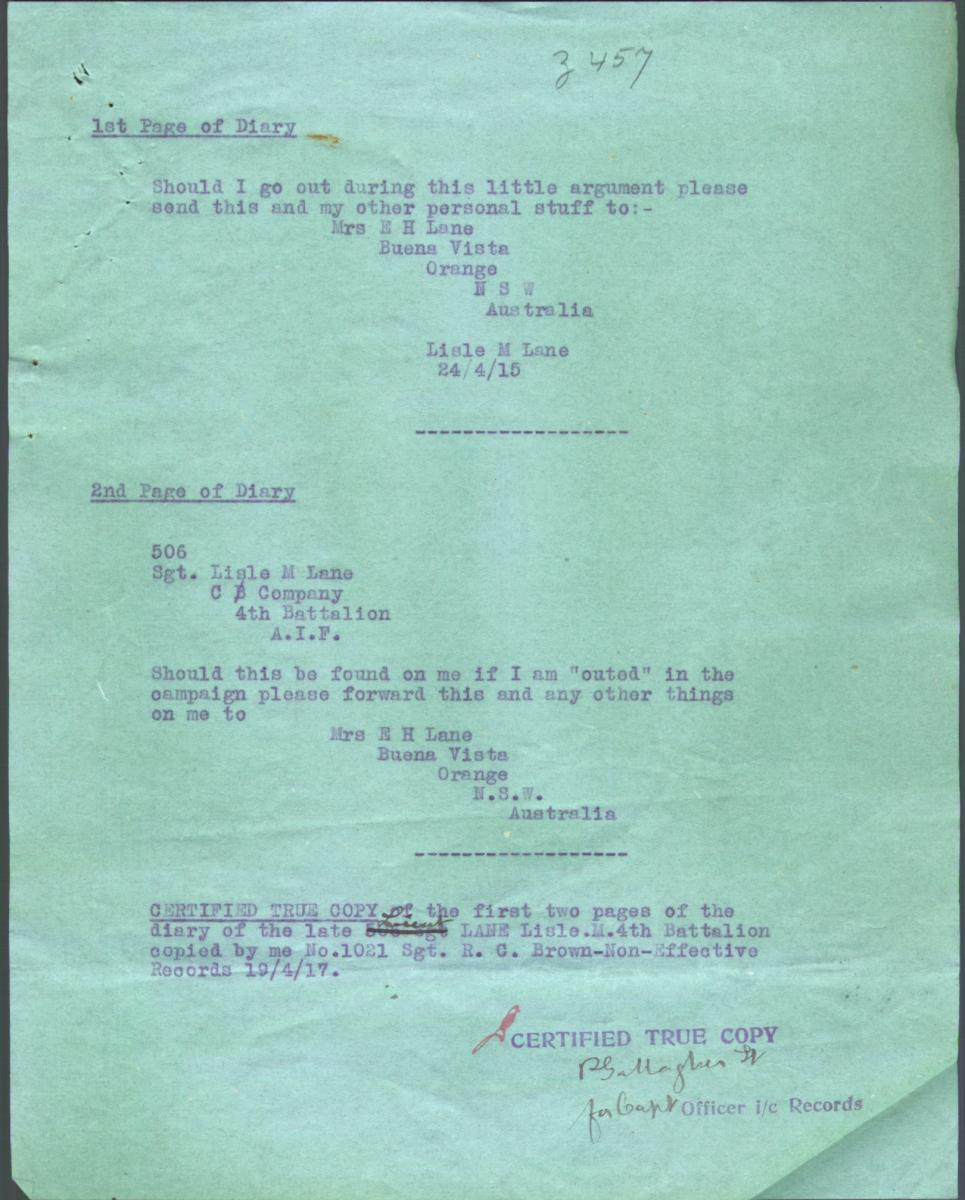 3 457
1st Page of Diary
Should I go out during this little argument please
send this and my other personal stuff to:-
Mrs E H Lane
Buena Vista
Orange
N S W
Australia
Lisle M Lane
24/4/15
------------------
2nd Page of Diary
506
Sgt. Lisle M Lane
C B Company
4th Battalion
A.I.F.
Should this be found on me if I am "outed" in the
campaign please forward this and any other things
on me to
Mrs E H Lane
Buena Vista
Orange
N.S.W.
Australia
------------------
CERTIFIED TRUE COPY of the first two pages of the
diary of the late Lieut LANE Lisle.M.4th Battalion
copied by me No.1021 Sgt. R. C. Brown-Non-Effective
Records 19/4/17.
CERTIFIED TRUE COPY
P Gallagher Lt
for Capt Officer i/c Records